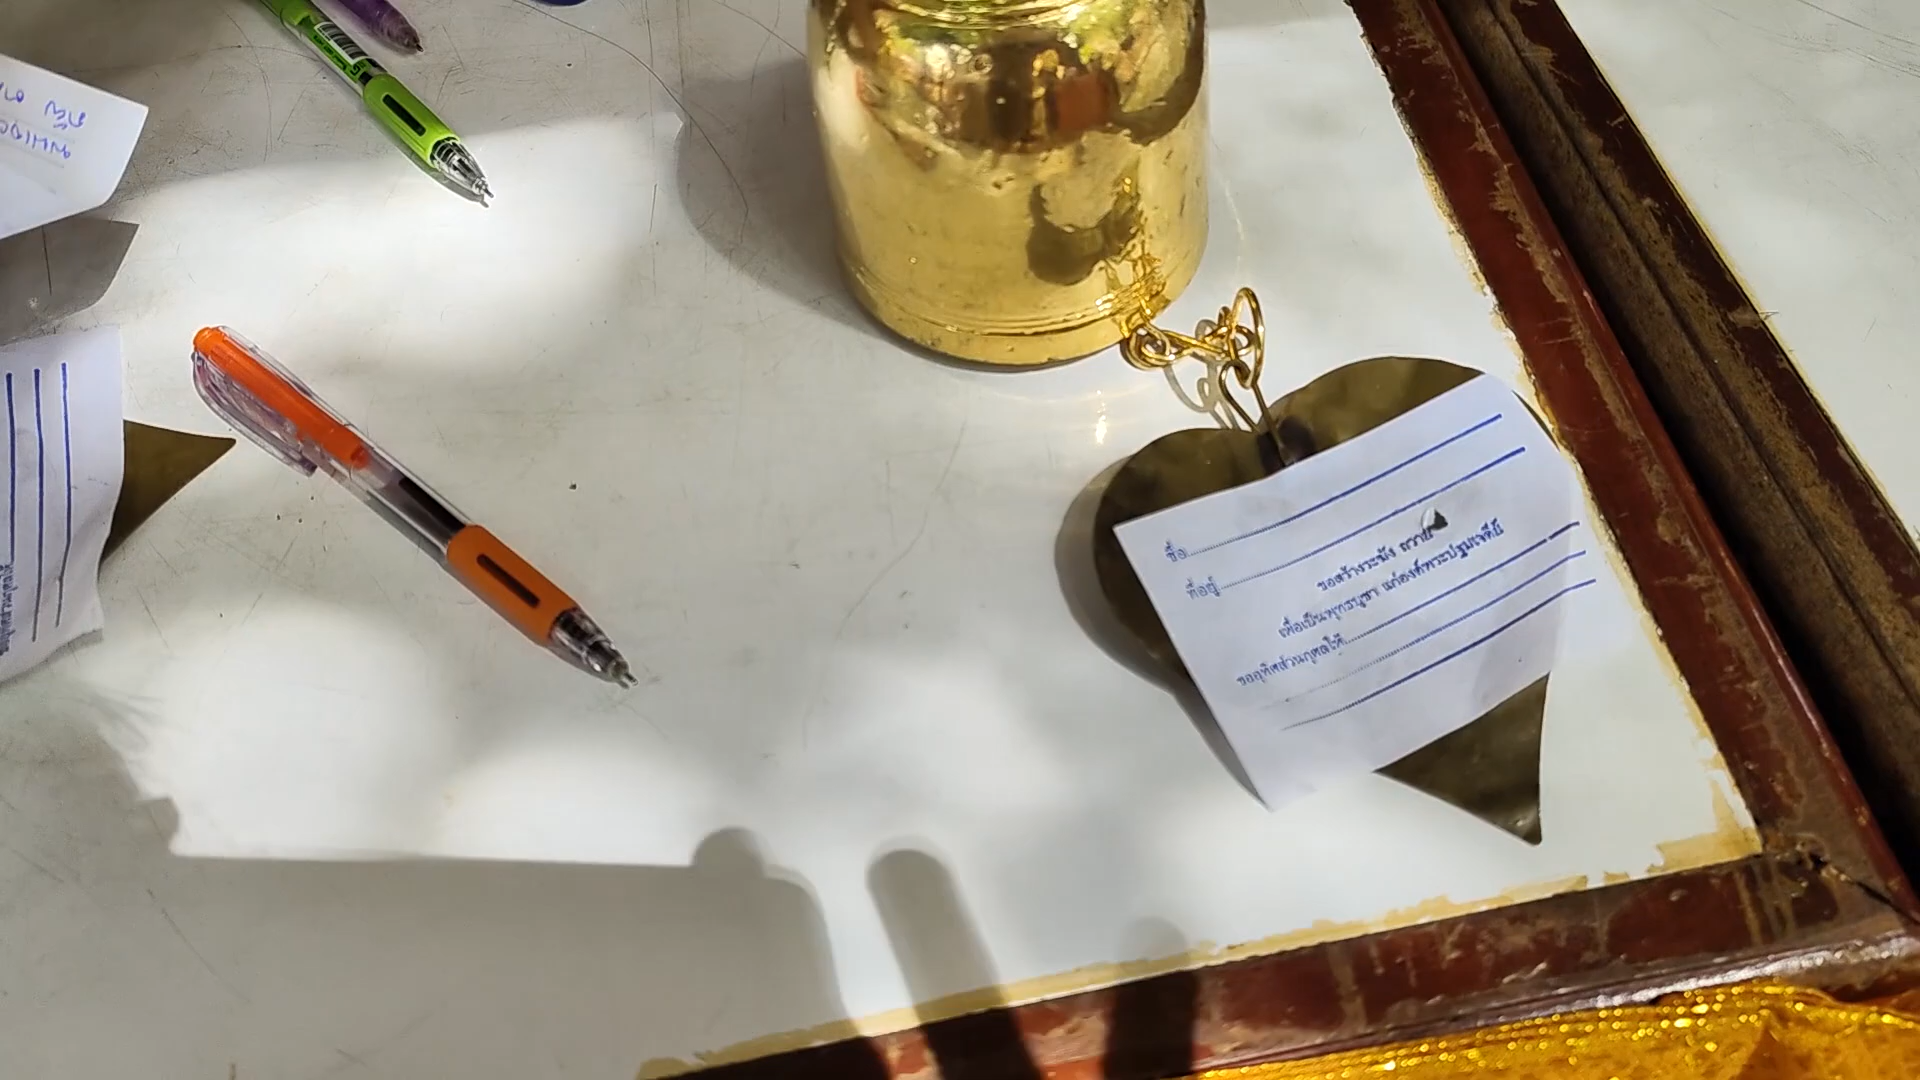 ชื่อ
ที่อยู่
ขอสร้างระฆัง ถวาย
เพื่อเป็นพุทธบูชา แก่องค์พระปฐมเจดีย์
ขออุทิศส่วนกุศลให้